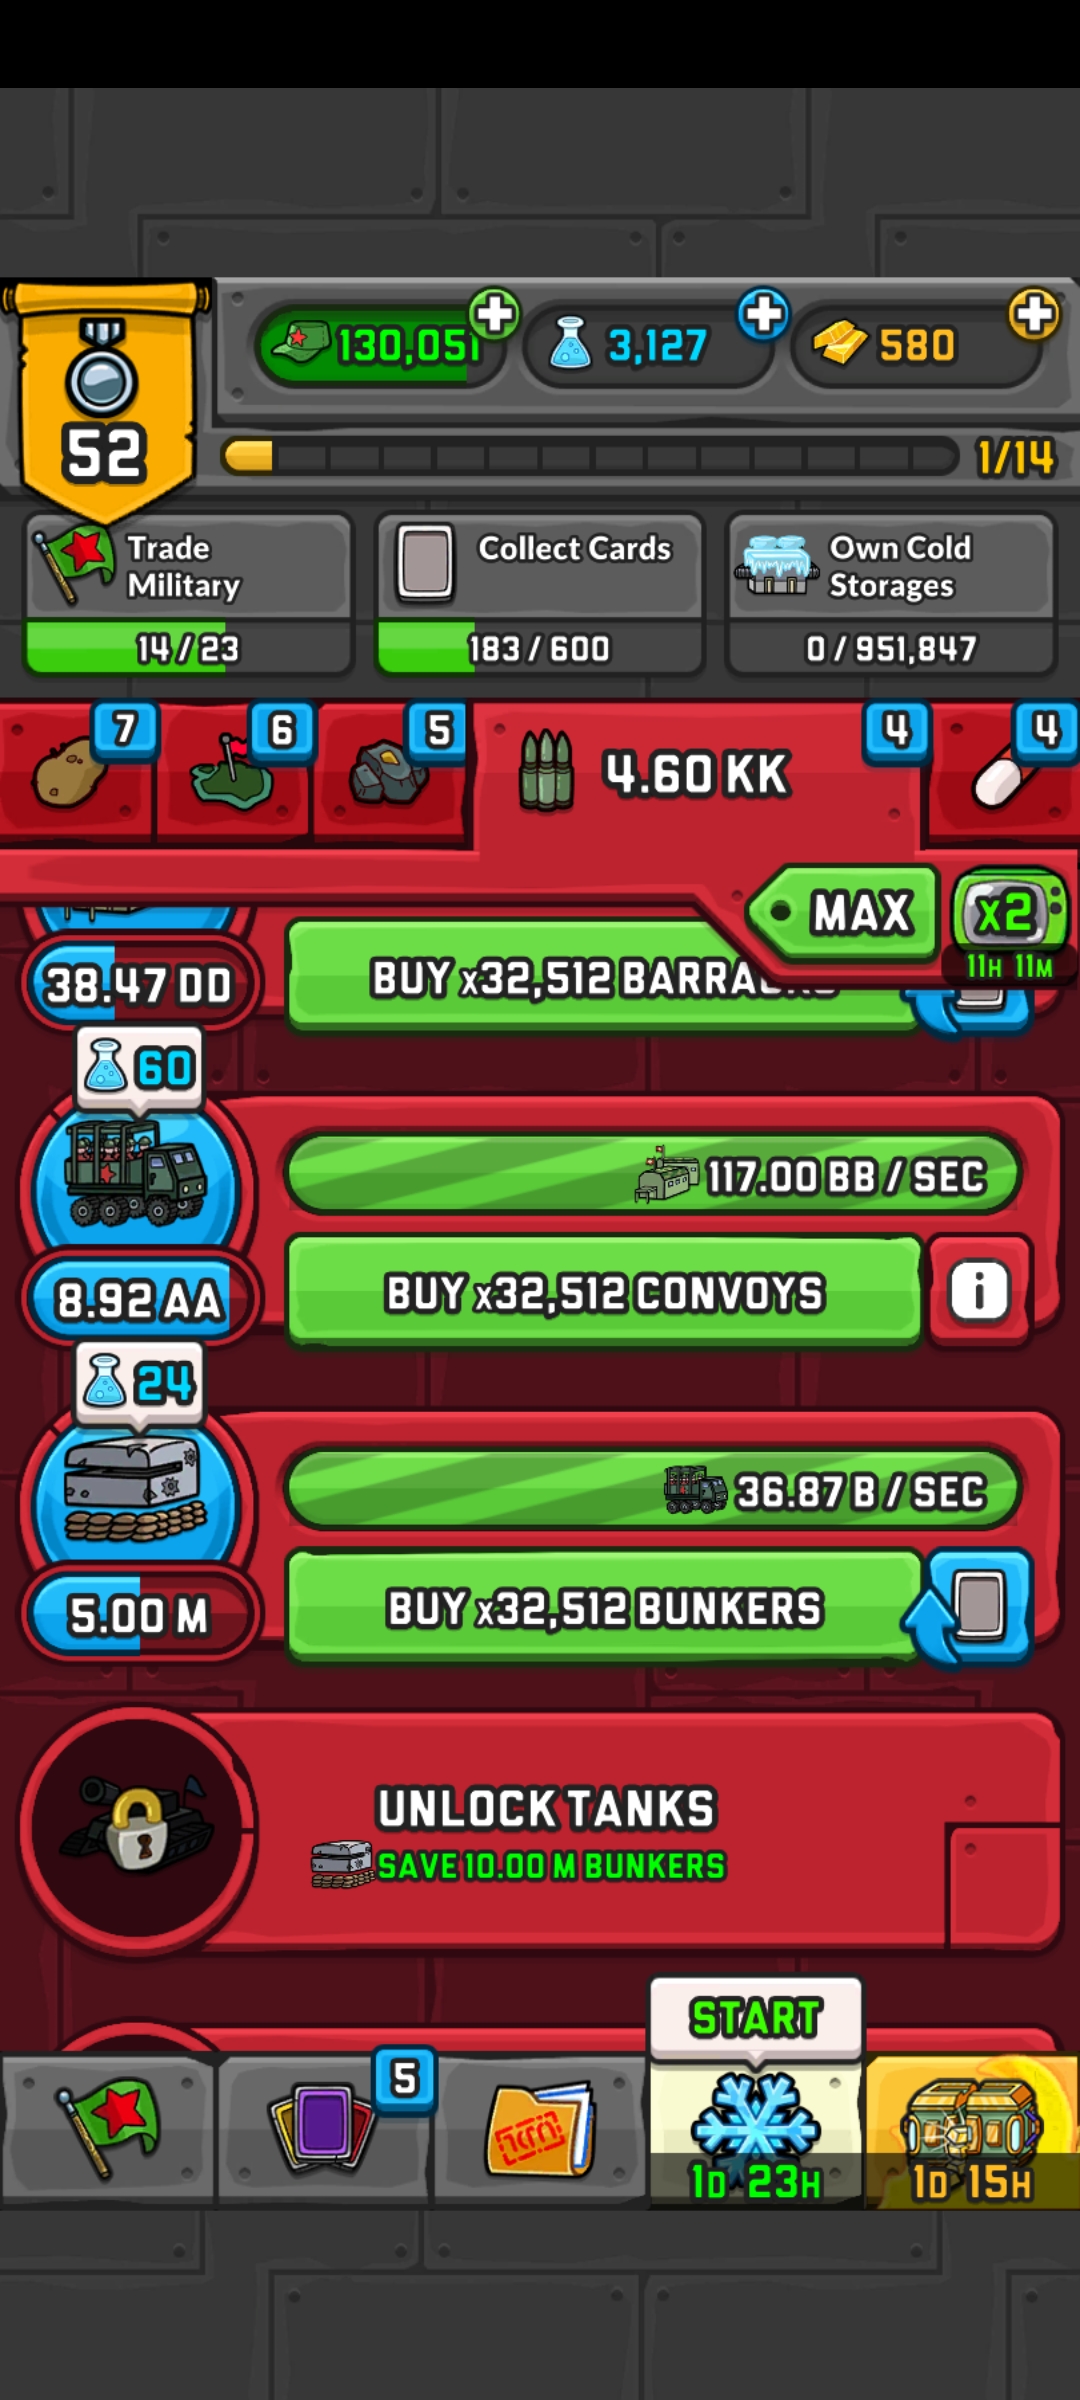 130,051
3,127
580
52
1/14
Trade
Military
Collect Cards
Own Cold
Storages
14/23
183/600
0/951,847
7
6
5
4.60 KK
4
4
MAX
x2
11H 11M
38.47 DD
BUY x32,512 BARRACKS
60
117.00 BB / SEC
8.92 AA
BUY x32,512 CONVOYS
i
24
36.87 B / SEC
5.00 M
BUY x32,512 BUNKERS
UNLOCK TANKS
SAVE 10.00 M BUNKERS
START
5
1D 23H
1D 15H